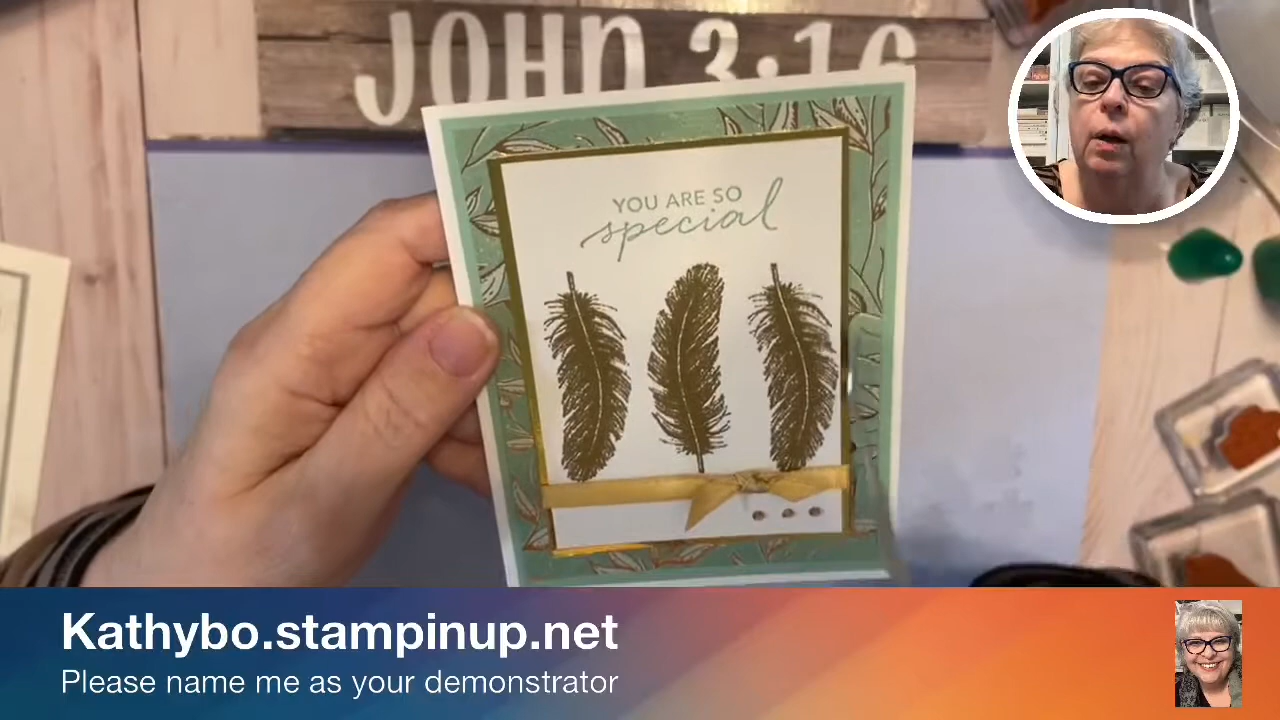 JOHN 3:16
YOU ARE SO
special
Kathybo.stampinup.net
Please name me as your demonstrator